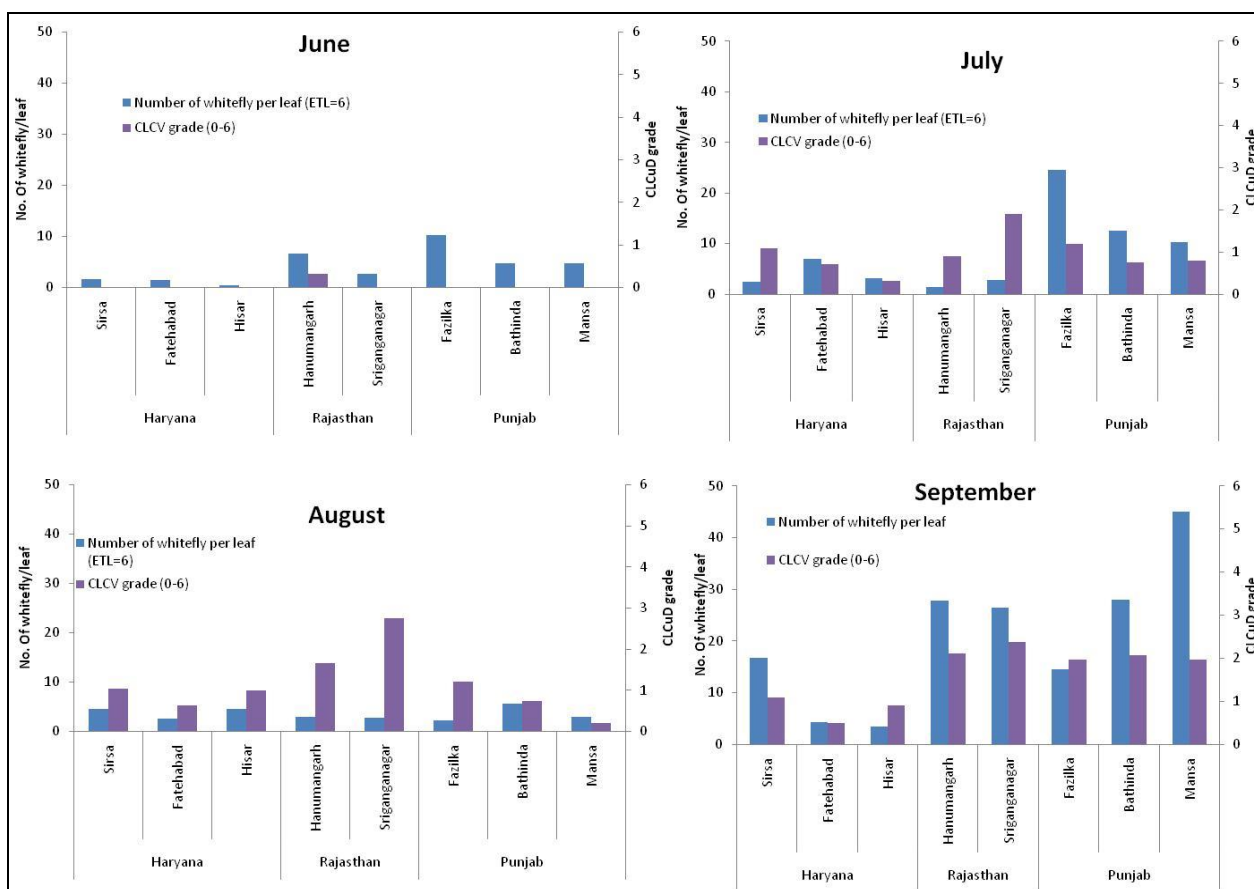 June
50
40
30
20
10
0
No. Of whitefly/leaf
Number of whitefly per leaf (ETL=6)
CLCV grade (0-6)
6
5
4
3
2
1
0
CLCuD grade
Sirsa
Fatehabad
Hisar
Hanumangarh
Sriganganagar
Fazilka
Bathinda
Mansa
Haryana
Rajasthan
Punjab
July
50
40
30
20
10
0
No. Of whitefly/leaf
Number of whitefly per leaf (ETL=6)
CLCV grade (0-6)
6
5
4
3
2
1
0
CLCuD grade
Sirsa
Fatehabad
Hisar
Hanumangarh
Sriganganagar
Fazilka
Bathinda
Mansa
Haryana
Rajasthan
Punjab
August
50
40
30
20
10
0
No. Of whitefly/leaf
Number of whitefly per leaf
(ETL=6)
CLCV grade (0-6)
6
5
4
3
2
1
0
CLCuD grade
Sirsa
Fatehabad
Hisar
Hanumangarh
Sriganganagar
Fazilka
Bathinda
Mansa
Haryana
Rajasthan
Punjab
September
50
40
30
20
10
0
No. Of whitefly/leaf
Number of whitefly per leaf
CLCV grade (0-6)
6
5
4
3
2
1
0
CLCuD grade
Sirsa
Fatehabad
Hisar
Hanumangarh
Sriganganagar
Fazilka
Bathinda
Mansa
Haryana
Rajasthan
Punjab